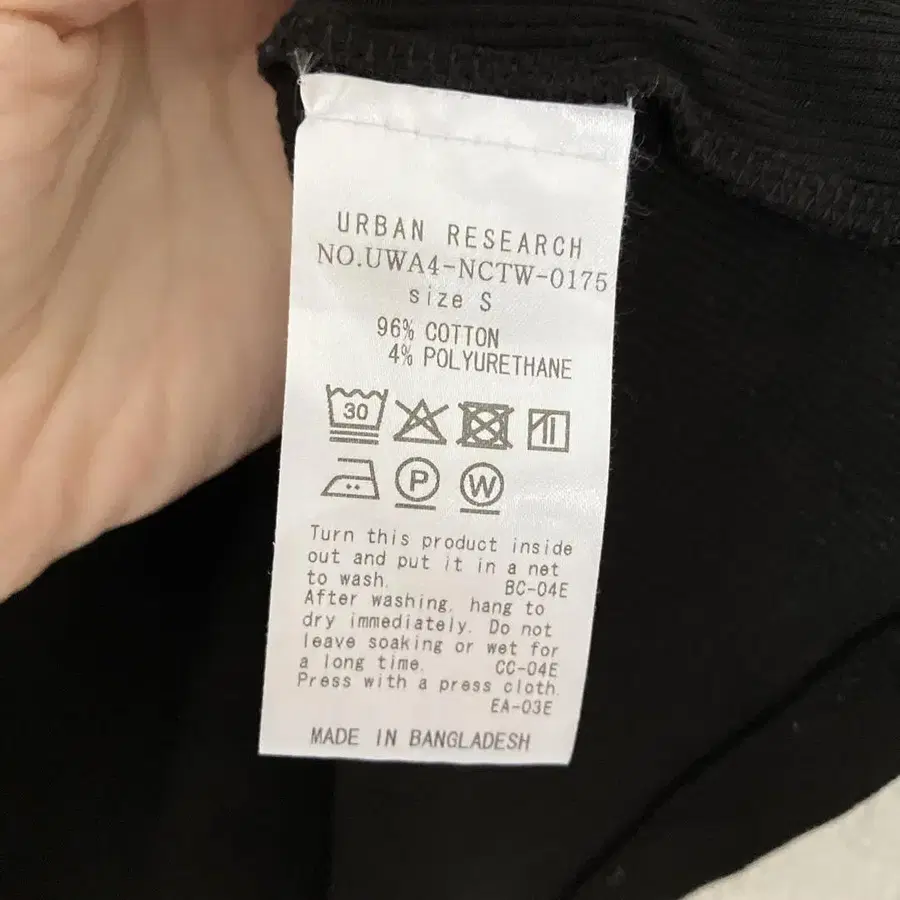 URBAN RESEARCH
NO.UWA4-NCTW-0175
size S
96% COTTON
4% POLYURETHANE
30
P W
Turn this product inside
out and put it in a net
to wash. BC-04E
After washing, hang to
dry immediately. Do not
leave soaking or wet for
a long time. CC-04E
Press with a press cloth.
EA-03E
MADE IN BANGLADESH